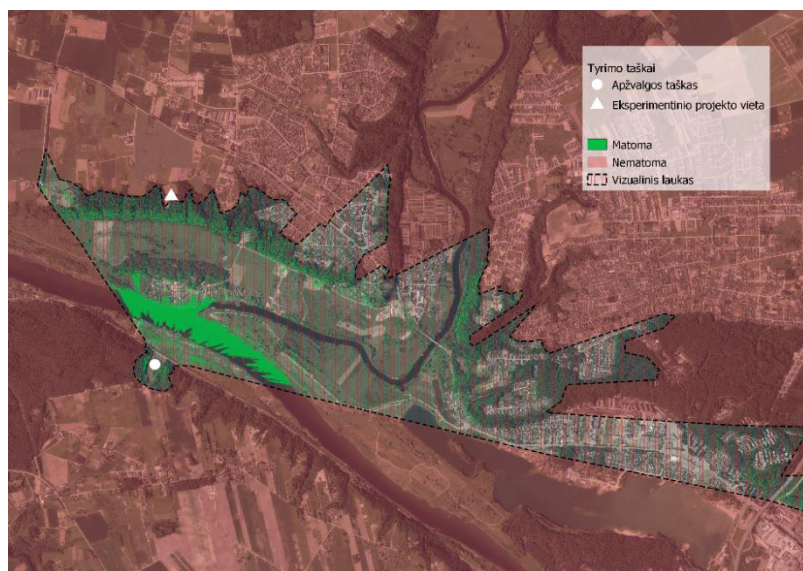 Tyrimo taškai
Apžvalgos taškas
Eksperimentinio projekto vieta
Matoma
Nematoma
Vizualinis laukas